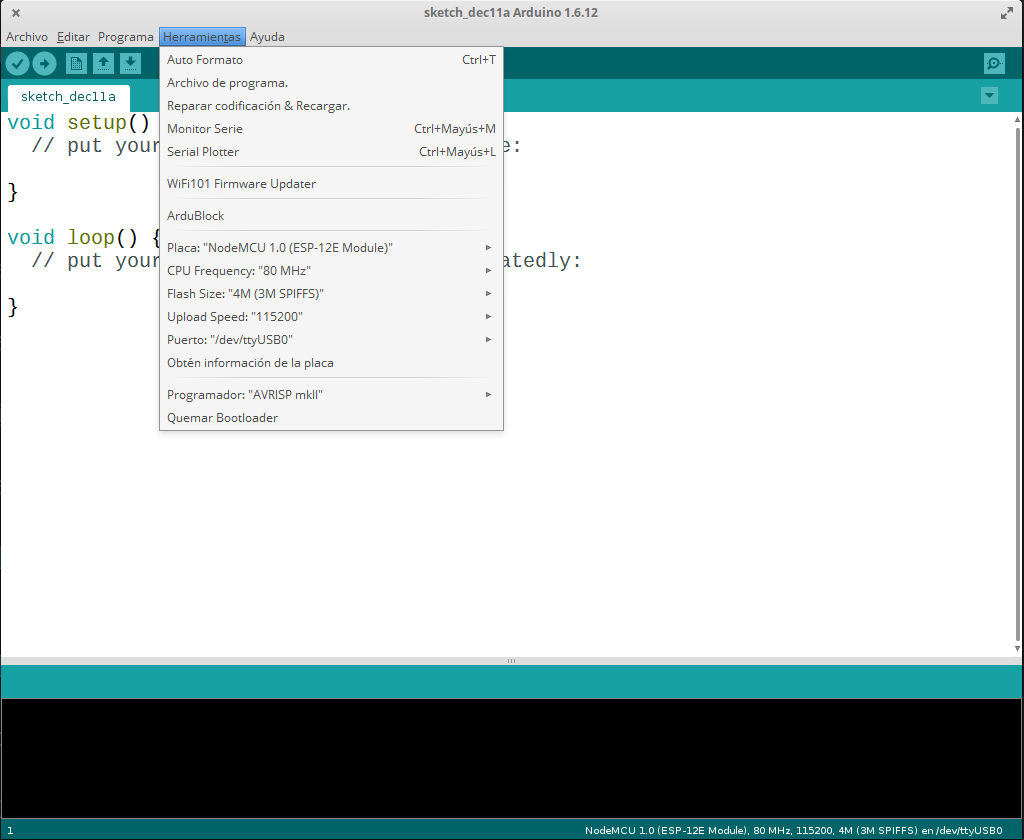 sketch_dec11a Arduino 1.6.12
Archivo Editar Programa Herramientas Ayuda
sketch_dec11a
void setup()
// put your
e:
}
void loop() {
// put your
atedly:
}
Auto Formato Ctrl+T
Archivo de programa.
Reparar codificación & Recargar.
Monitor Serie Ctrl+Mayús+M
Serial Plotter Ctrl+Mayús+L
WiFi101 Firmware Updater
ArduBlock
Placa: "NodeMCU 1.0 (ESP-12E Module)"
CPU Frequency: "80 MHz"
Flash Size: "4M (3M SPIFFS)"
Upload Speed: "115200"
Puerto: "/dev/ttyUSB0"
Obtén información de la placa
Programador: "AVRISP mkII"
Quemar Bootloader
1 NodeMCU 1.0 (ESP-12E Module), 80 MHz, 115200, 4M (3M SPIFFS) en /dev/ttyUSB0